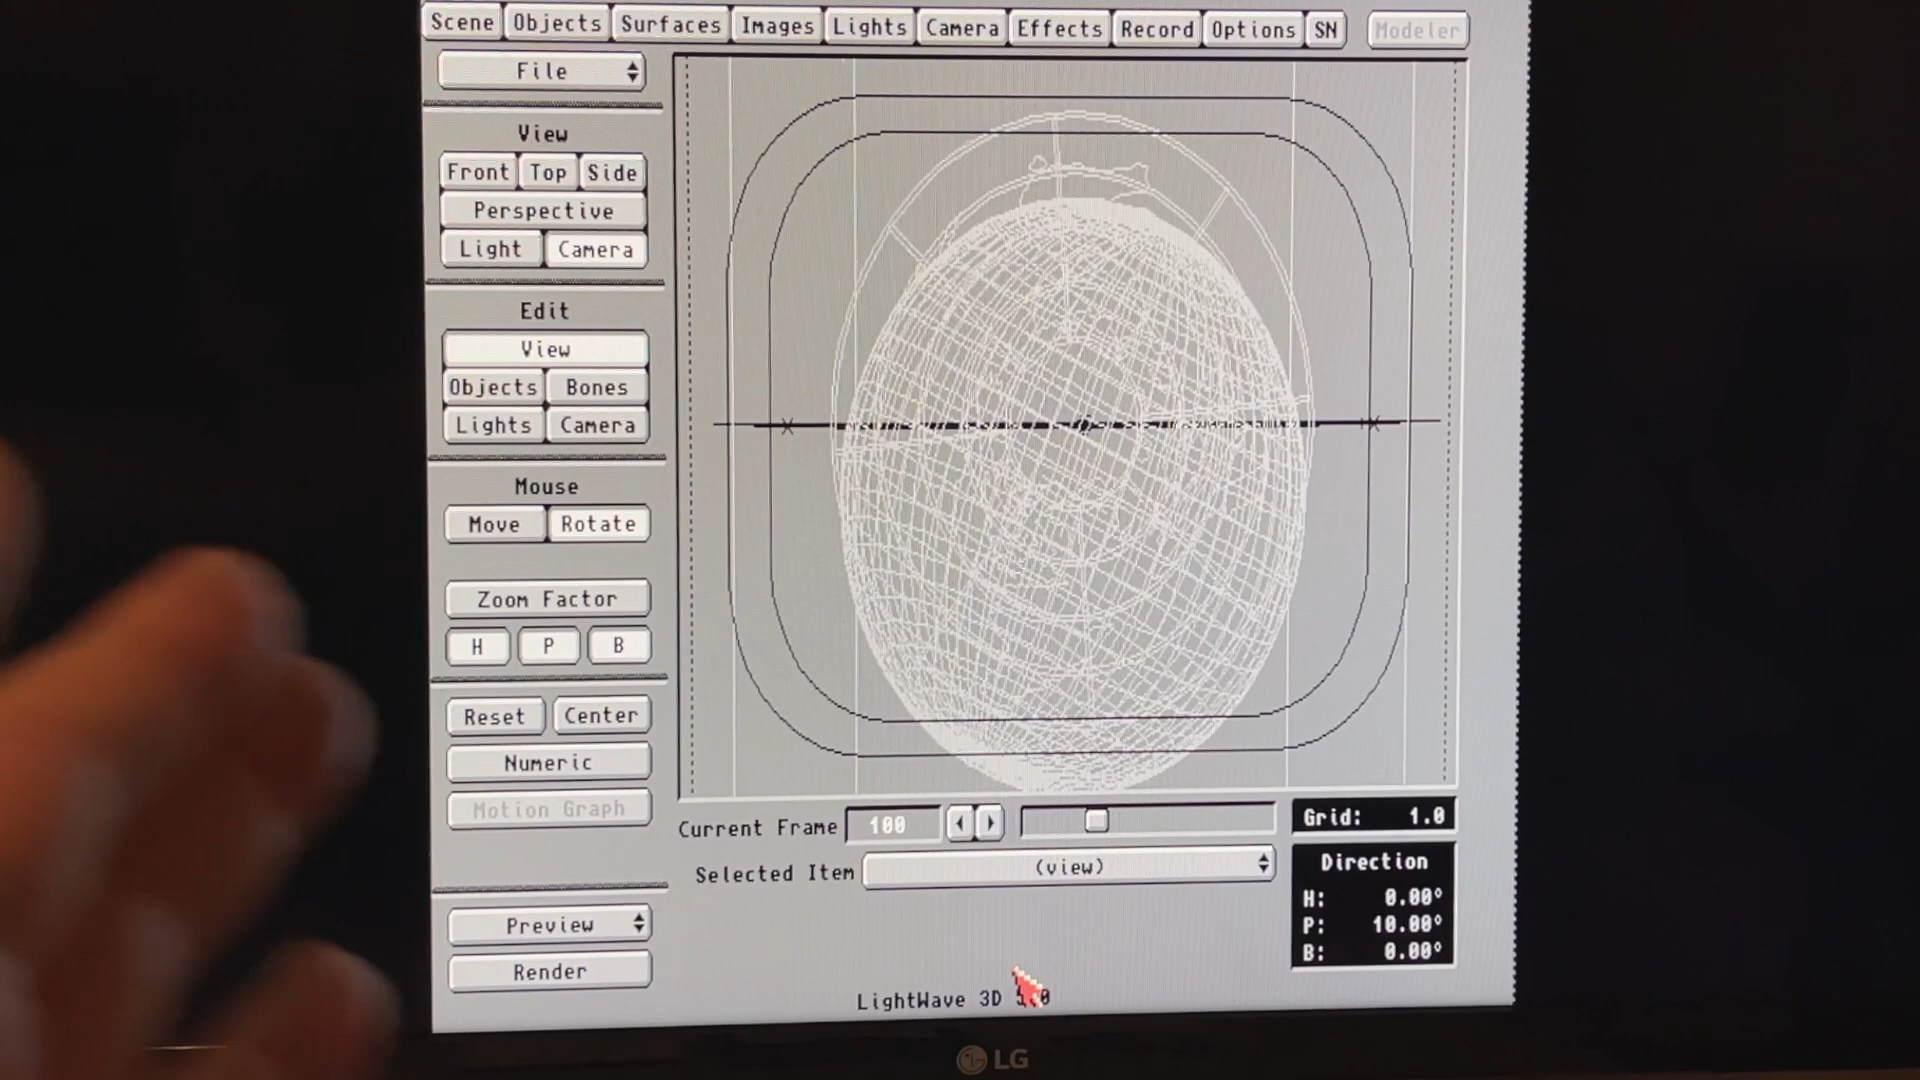 Scene Objects Surfaces Images Lights Camera Effects Record Options SN Modeler
File
View
Front Top Side
Perspective
Light Camera
Edit
View
Objects Bones
Lights Camera
Mouse
Move Rotate
Zoom Factor
H P B
Reset Center
Numeric
Motion Graph
Current Frame 100
Grid: 1.0
Selected Item (view)
Direction
H: 0.00°
P: 10.00°
B: 0.00°
Preview
Render
LightWave 3D 5.0
LG